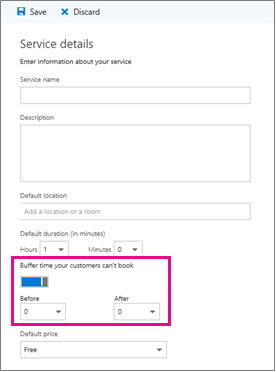 Save Discard
Service details
Enter information about your service
Service name
Description
Default location
Add a location or a room
Default duration (in minutes)
Hours 1 Minutes 0
Buffer time your customers can't book
Before After
0 0
Default price
Free